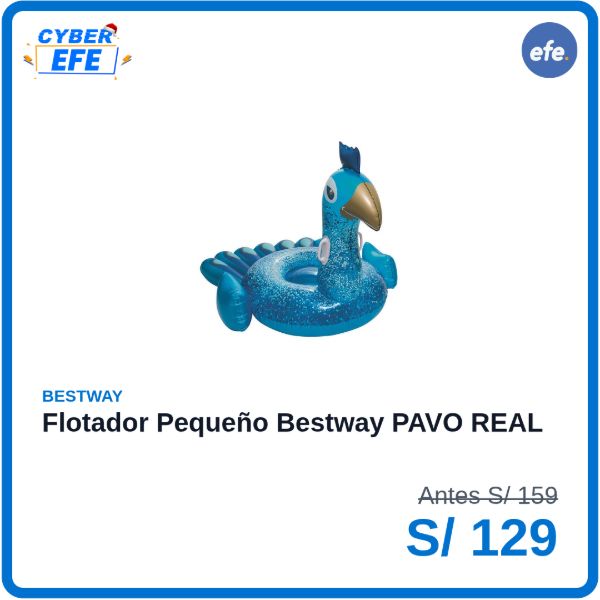 CYBER
EFE
efe.
BESTWAY
Flotador Pequeño Bestway PAVO REAL
Antes S/ 159
S/ 129